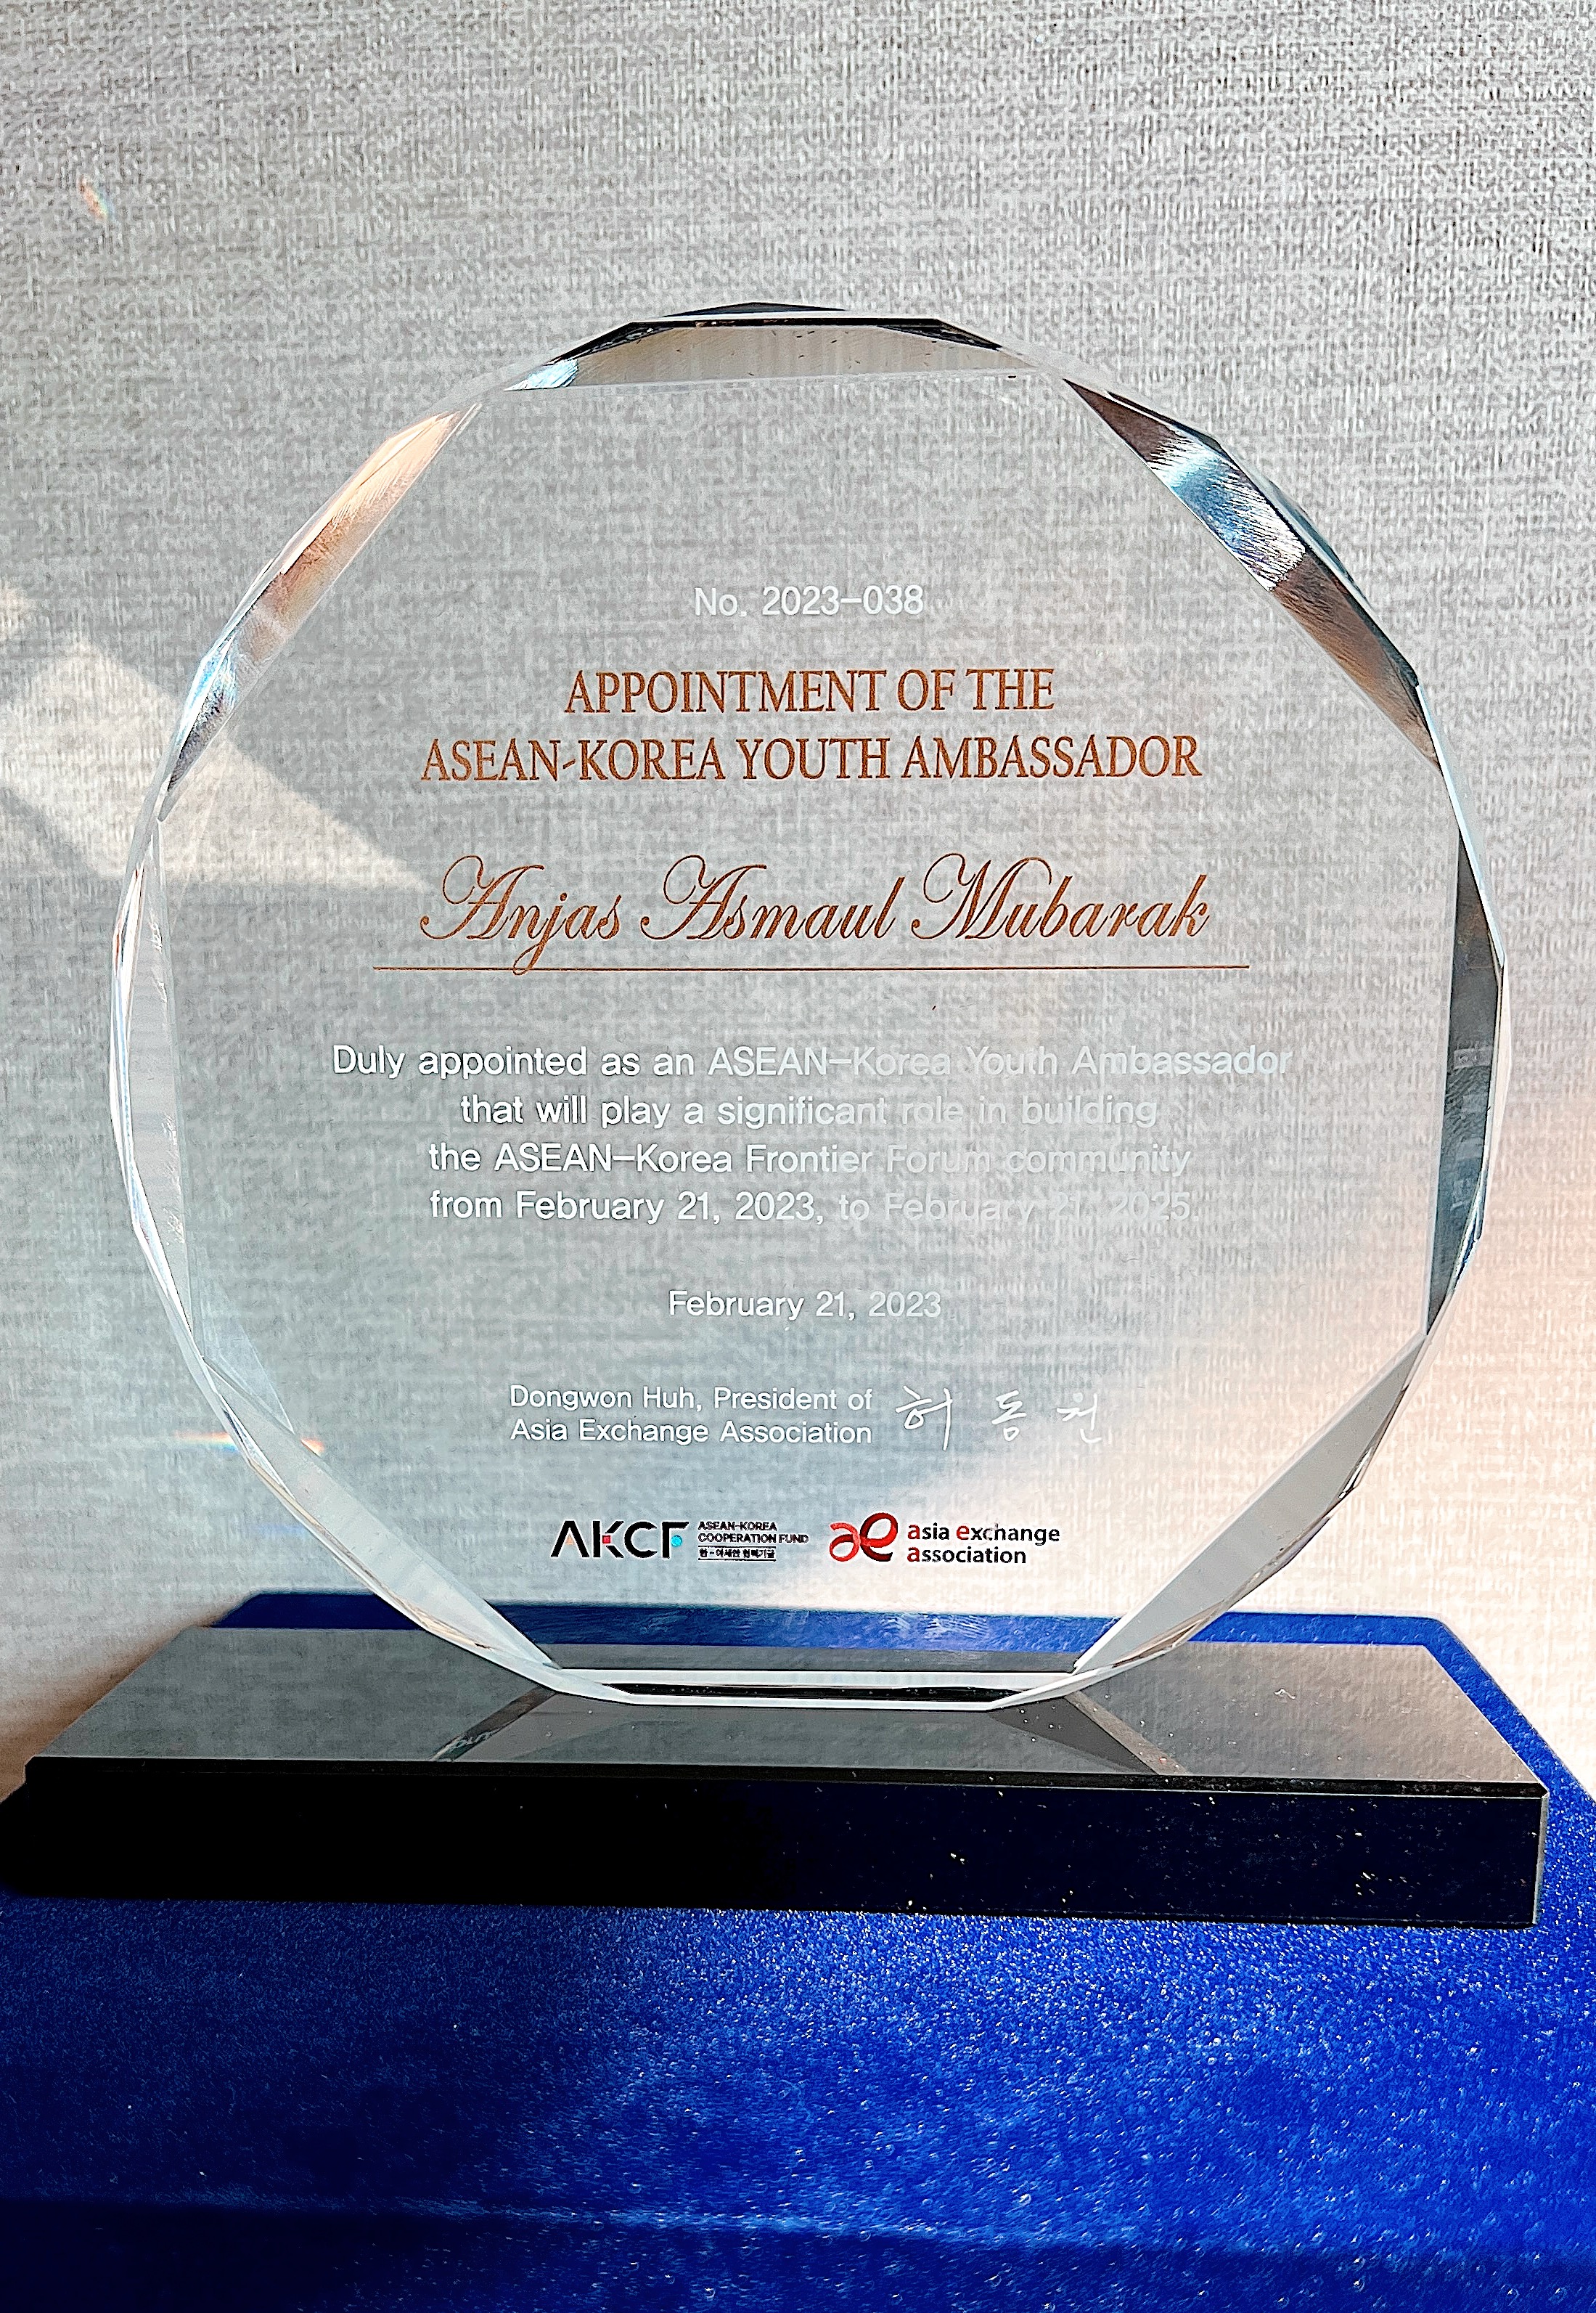 No. 2023-038
APPOINTMENT OF THE
ASEAN-KOREA YOUTH AMBASSADOR
Anjas Asmaul Mubarak
Duly appointed as an ASEAN-Korea Youth Ambassador
that will play a significant role in building
the ASEAN-Korea Frontier Forum community
from February 21, 2023, to February 21, 2025.
February 21, 2023
Dongwon Huh, President of
Asia Exchange Association
허동원
AKCF
ASEAN-KOREA
COOPERATION FUND
한-아세안 협력기금
ae
asia exchange
association